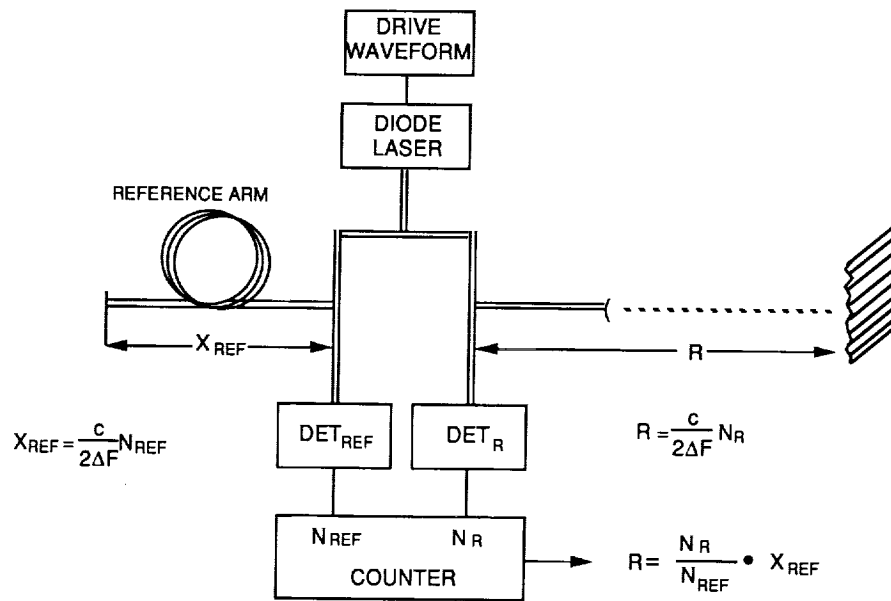 DRIVE
WAVEFORM
DIODE
LASER
REFERENCE ARM
X_REF
R
DET_REF
DET_R
X_REF = c/2ΔF N_REF
R = c/2ΔF N_R
N_REF N_R
COUNTER
R = N_R/N_REF • X_REF